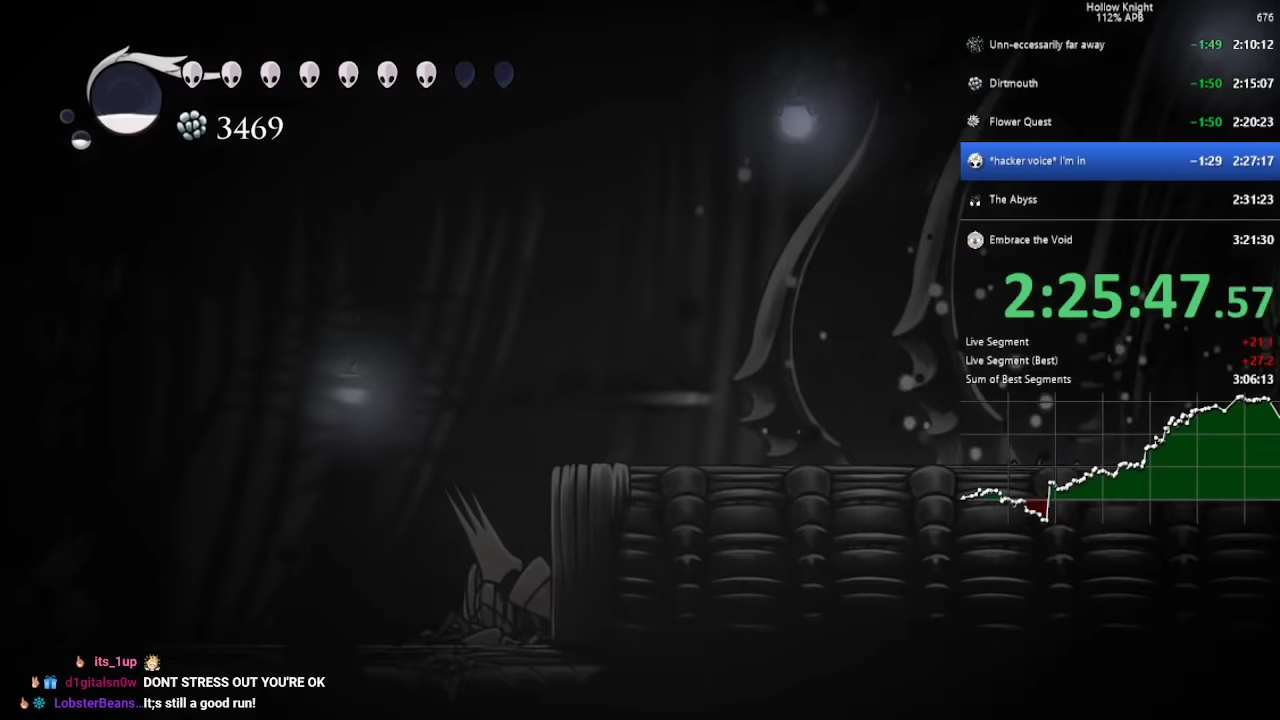 Hollow Knight
112% APB
676
Unn-eccessarily far away -1:49 2:10:12
Dirtmouth -1:50 2:15:07
Flower Quest -1:50 2:20:23
*hacker voice* I'm in -1:29 2:27:17
The Abyss 2:31:23
Embrace the Void 3:21:30
2:25:47.57
Live Segment +21.1
Live Segment (Best) +27.2
Sum of Best Segments 3:06:13
3469
its_1up
d1gitalsn0w DONT STRESS OUT YOU'RE OK
LobsterBeans... It;s still a good run!